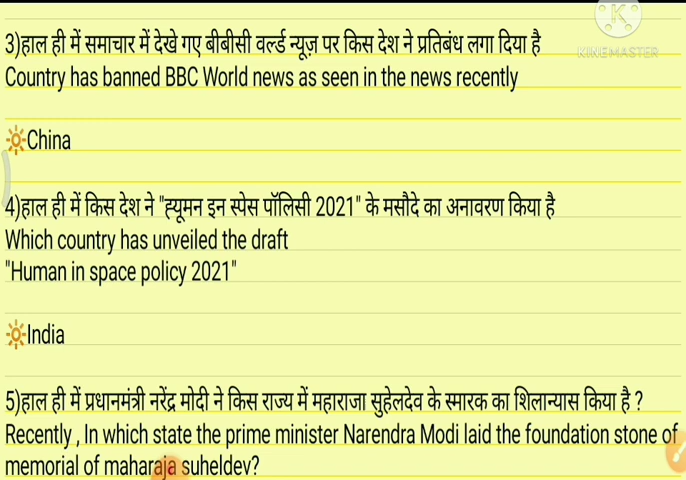 K
KINEMASTER
3)हाल ही में समाचार में देखे गए बीबीसी वर्ल्ड न्यूज़ पर किस देश ने प्रतिबंध लगा दिया है
Country has banned BBC World news as seen in the news recently
🔆China
4)हाल ही में किस देश ने "ह्यूमन इन स्पेस पॉलिसी 2021" के मसौदे का अनावरण किया है
Which country has unveiled the draft
"Human in space policy 2021"
🔆India
5)हाल ही में प्रधानमंत्री नरेंद्र मोदी ने किस राज्य में महाराजा सुहेलदेव के स्मारक का शिलान्यास किया है ?
Recently , In which state the prime minister Narendra Modi laid the foundation stone of
memorial of maharaja suheldev?